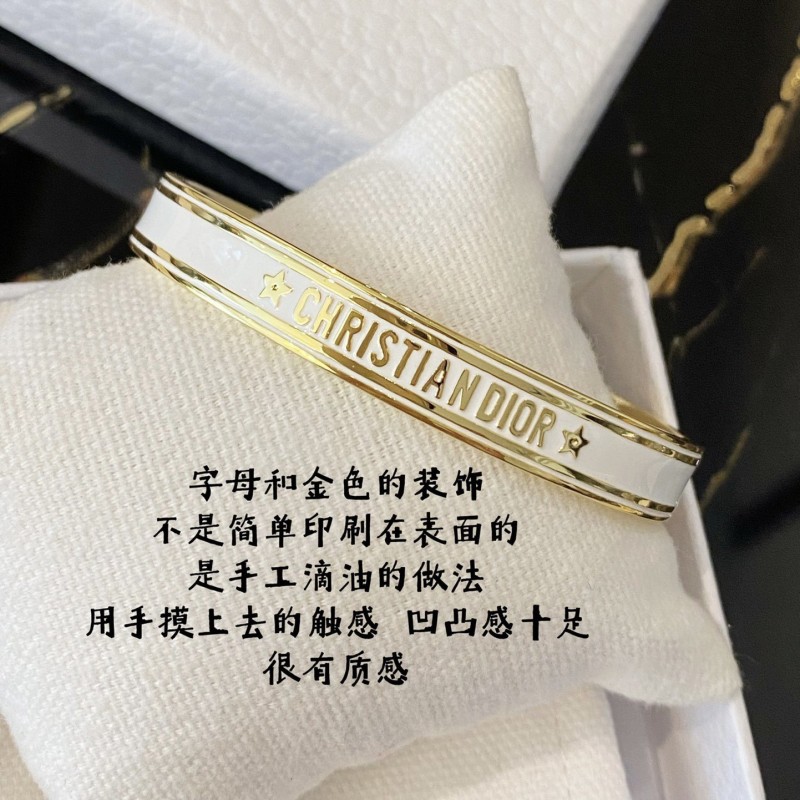 CHRISTIAN DIOR
字母和金色的装饰
不是简单印刷在表面的
是手工滴油的做法
用手摸上去的触感 凹凸感十足
很有质感